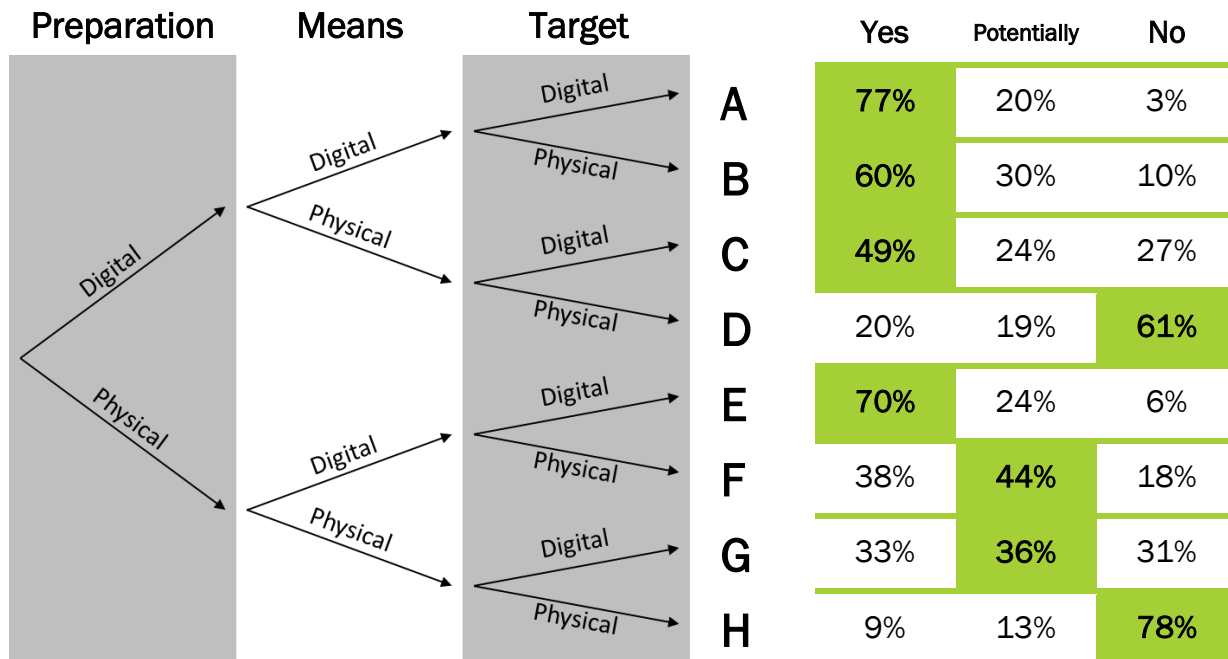 Preparation Means Target Yes Potentially No
Digital A 77% 20% 3%
Digital
Physical B 60% 30% 10%
Physical
Digital C 49% 24% 27%
Digital
Physical D 20% 19% 61%
Physical
Digital E 70% 24% 6%
Digital
Physical F 38% 44% 18%
Physical
Digital G 33% 36% 31%
Physical H 9% 13% 78%